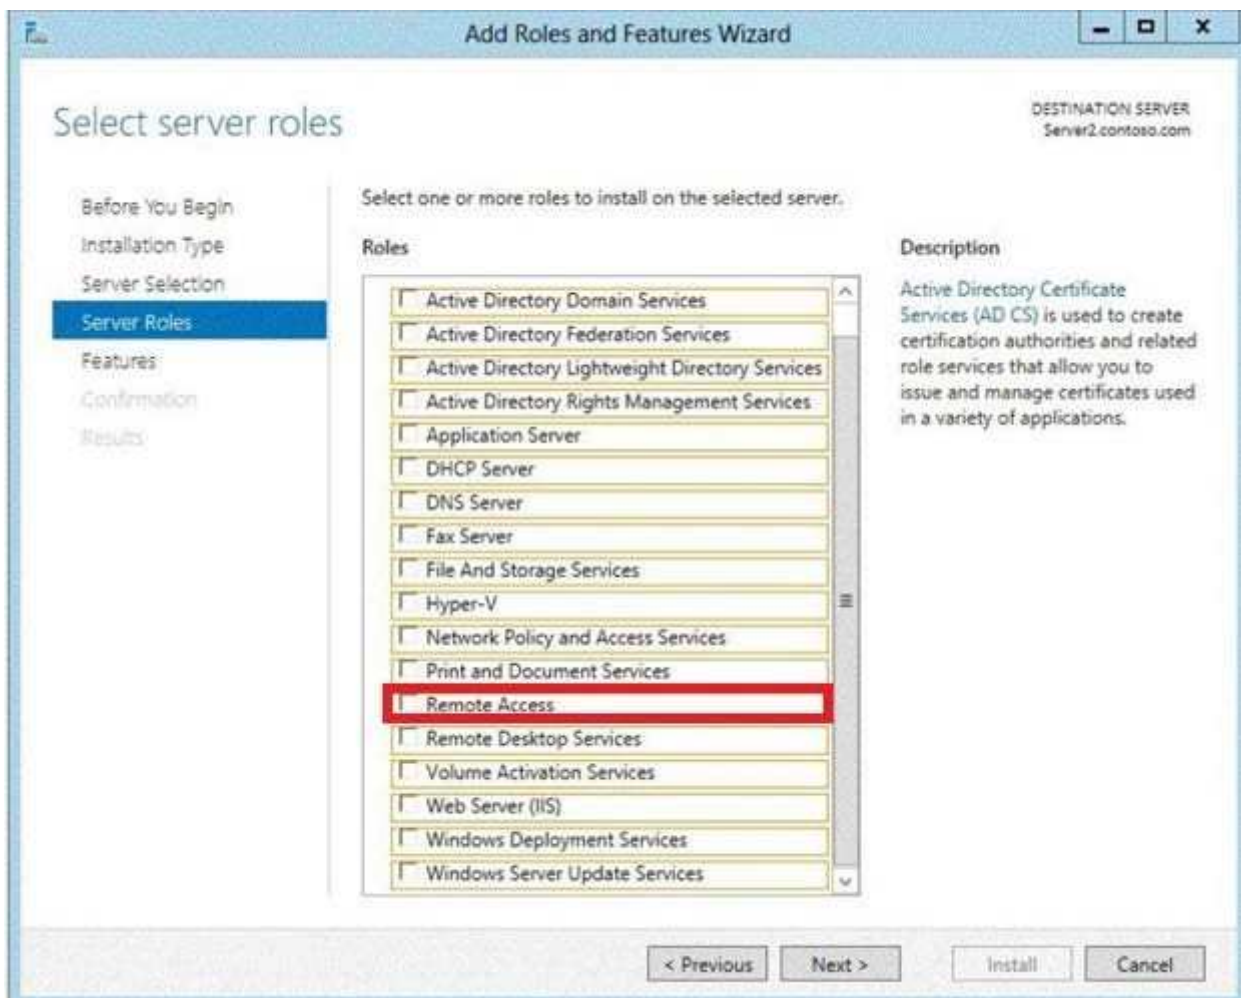 Add Roles and Features Wizard
Select server roles
DESTINATION SERVER
Server2.contoso.com
Before You Begin
Installation Type
Server Selection
Server Roles
Features
Confirmation
Results
Select one or more roles to install on the selected server.
Roles
Active Directory Domain Services
Active Directory Federation Services
Active Directory Lightweight Directory Services
Active Directory Rights Management Services
Application Server
DHCP Server
DNS Server
Fax Server
File And Storage Services
Hyper-V
Network Policy and Access Services
Print and Document Services
Remote Access
Remote Desktop Services
Volume Activation Services
Web Server (IIS)
Windows Deployment Services
Windows Server Update Services
Description
Active Directory Certificate
Services (AD CS) is used to create
certification authorities and related
role services that allow you to
issue and manage certificates used
in a variety of applications.
< Previous
Next >
Install
Cancel